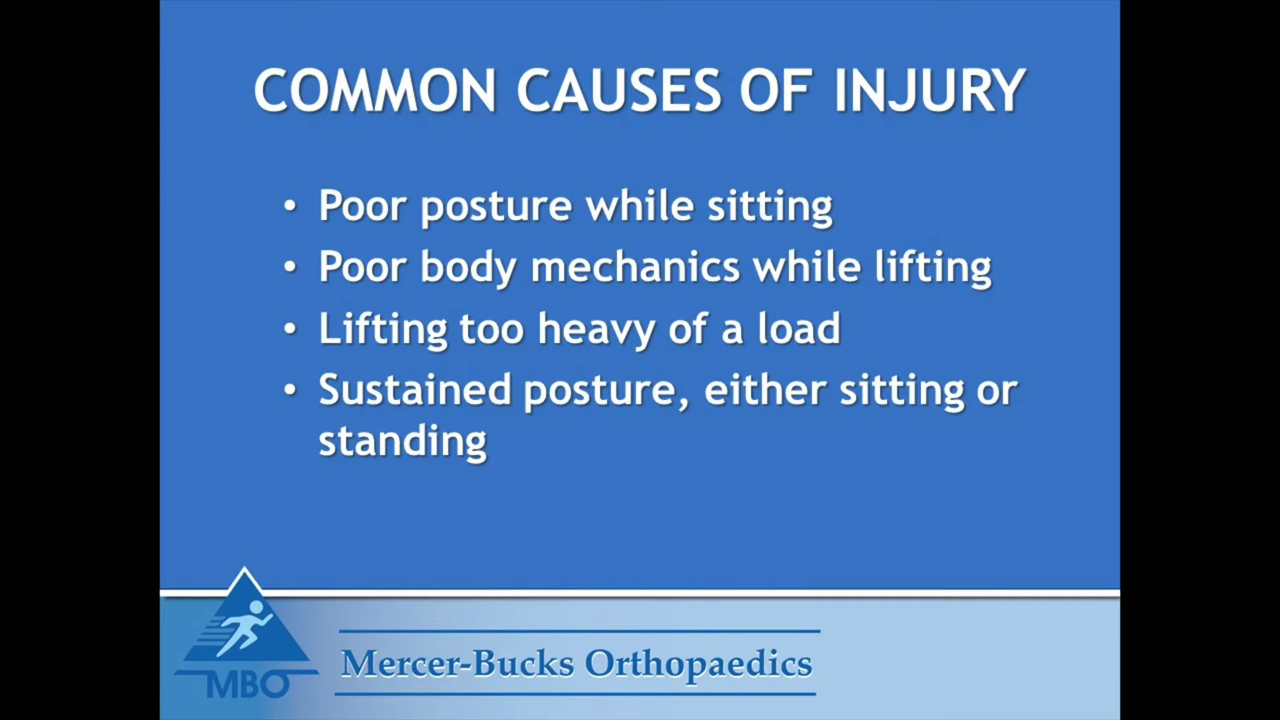 COMMON CAUSES OF INJURY
• Poor posture while sitting
• Poor body mechanics while lifting
• Lifting too heavy of a load
• Sustained posture, either sitting or
standing
MBO
Mercer-Bucks Orthopaedics